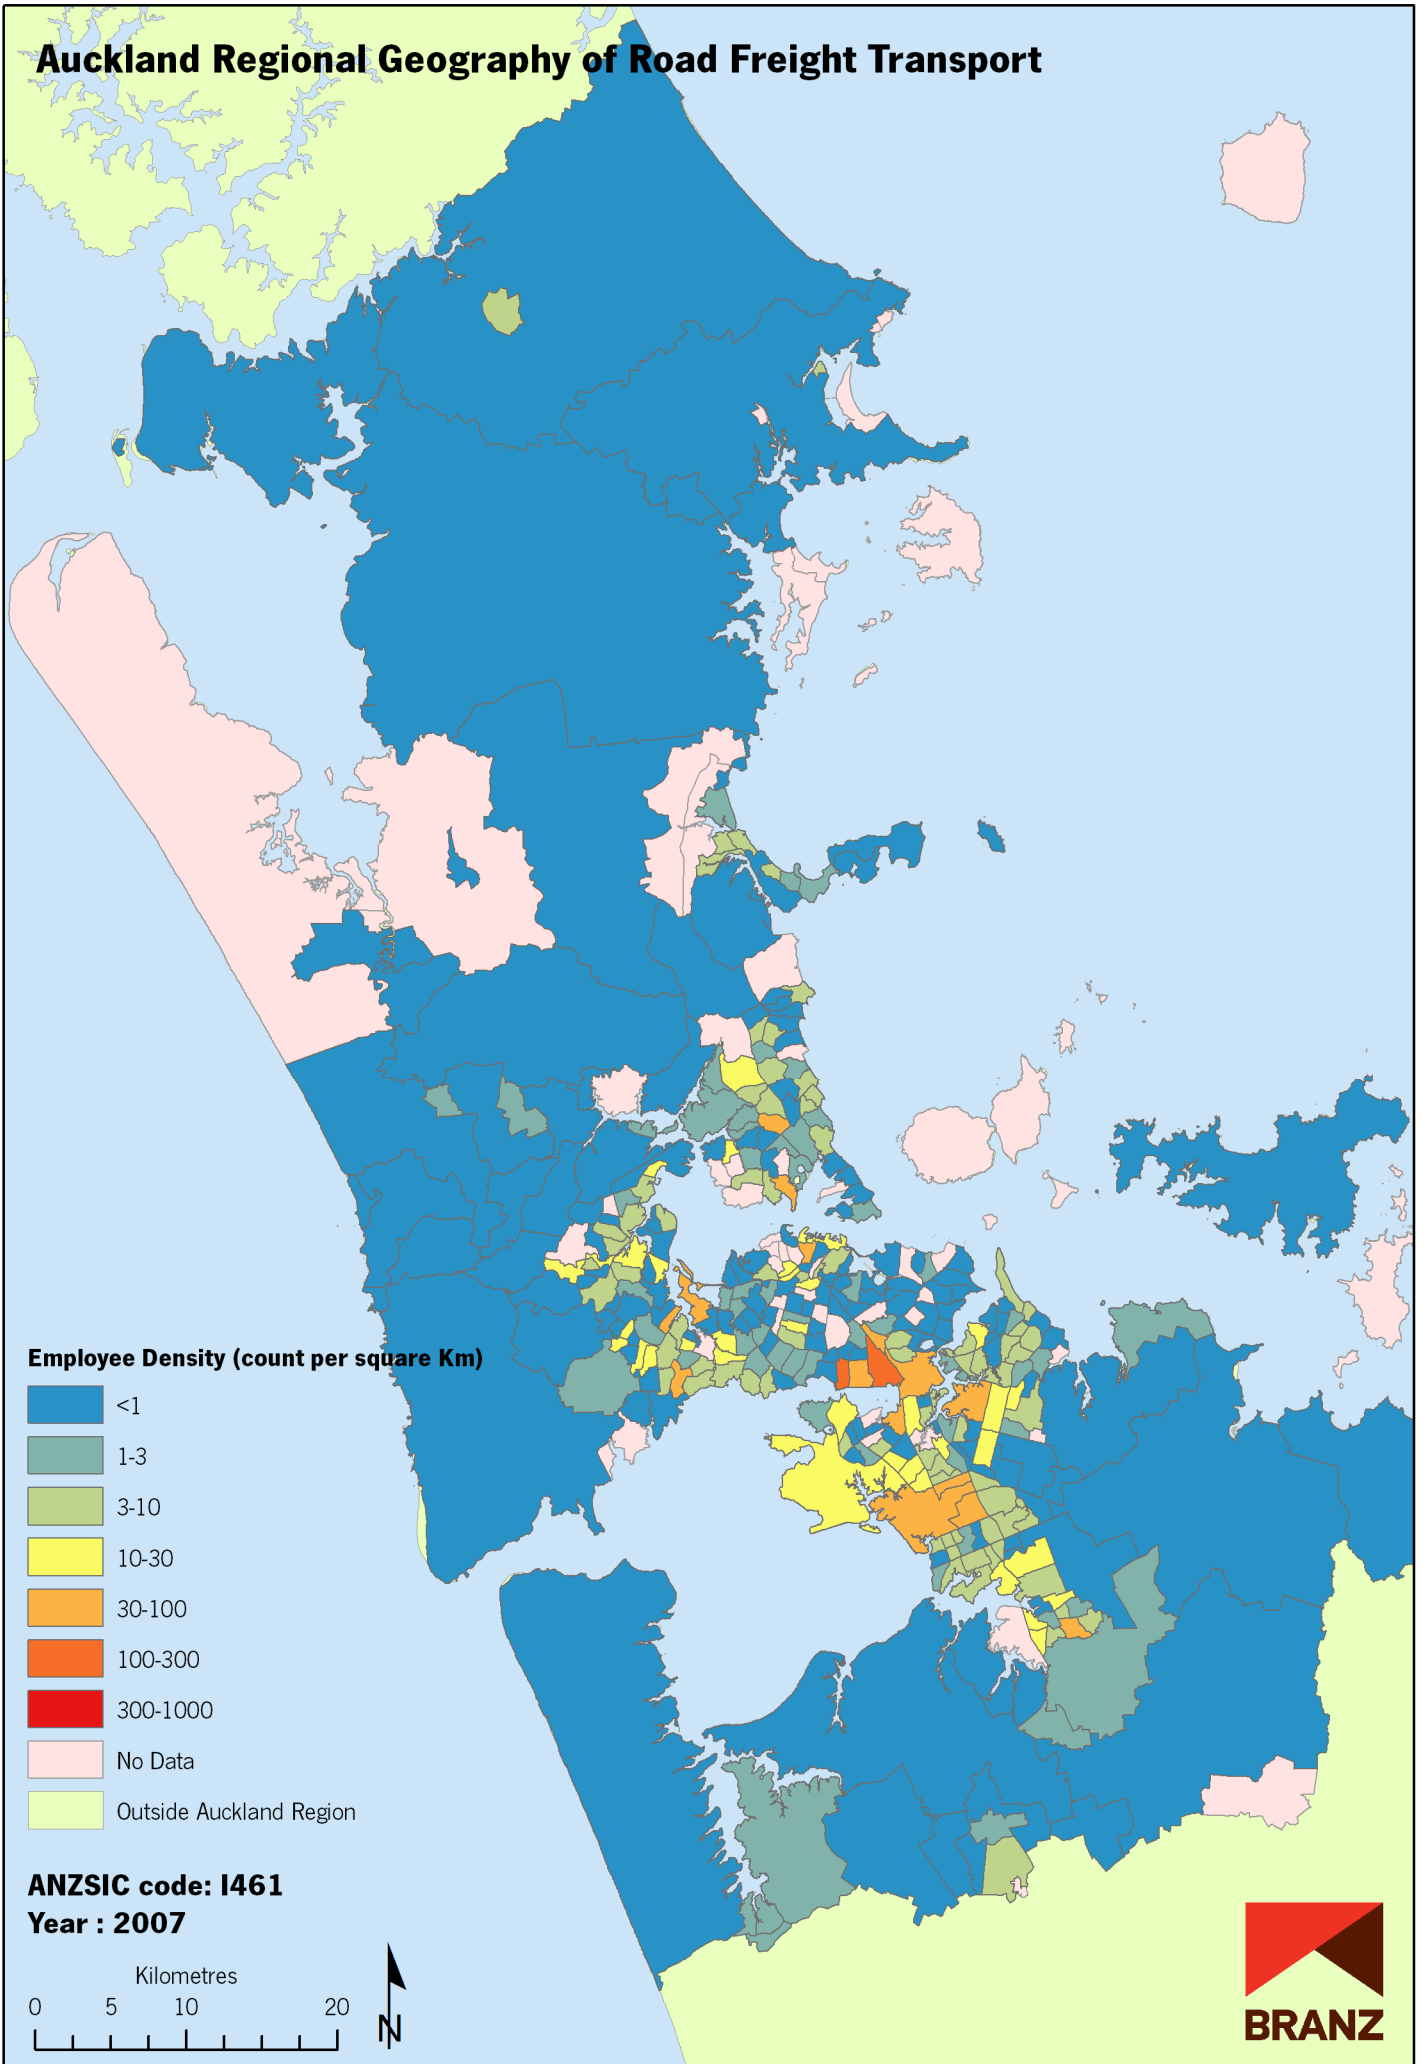 Auckland Regional Geography of Road Freight Transport
Employee Density (count per square Km)
<1
1-3
3-10
10-30
30-100
100-300
300-1000
No Data
Outside Auckland Region
ANZSIC code: I461
Year : 2007
Kilometres
0 5 10 20
N
BRANZ